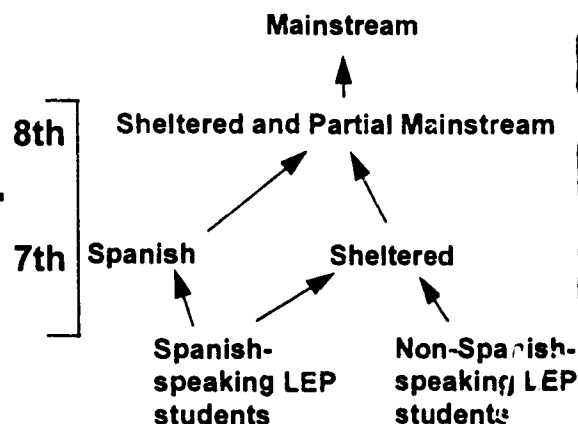 Mainstream
8th Sheltered and Partial Mainstream
7th Spanish Sheltered
Spanish- Non-Spanish-
speaking LEP speaking LEP
students students